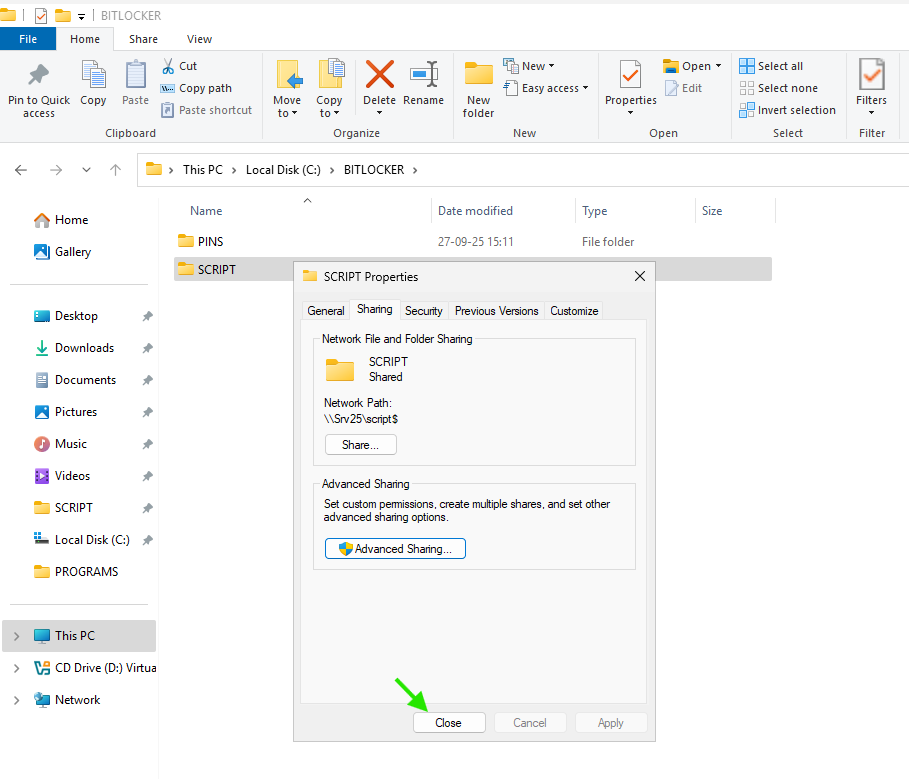 BITLOCKER
File Home Share View
Pin to Quick access
Copy
Paste
Cut
Copy path
Paste shortcut
Clipboard
Move to
Copy to
Delete
Rename
Organize
New folder
New
Easy access
New
Properties
Open
Edit
Open
Select all
Select none
Invert selection
Select
Filters
Filter
This PC > Local Disk (C:) > BITLOCKER >
Home
Gallery
Desktop
Downloads
Documents
Pictures
Music
Videos
SCRIPT
Local Disk (C:)
PROGRAMS
This PC
CD Drive (D:) Virtua
Network
Name Date modified Type Size
PINS 27-09-25 15:11 File folder
SCRIPT
SCRIPT Properties
General Sharing Security Previous Versions Customize
Network File and Folder Sharing
SCRIPT
Shared
Network Path:
\\Srv25\script$
Share...
Advanced Sharing
Set custom permissions, create multiple shares, and set other
advanced sharing options.
Advanced Sharing...
Close Cancel Apply